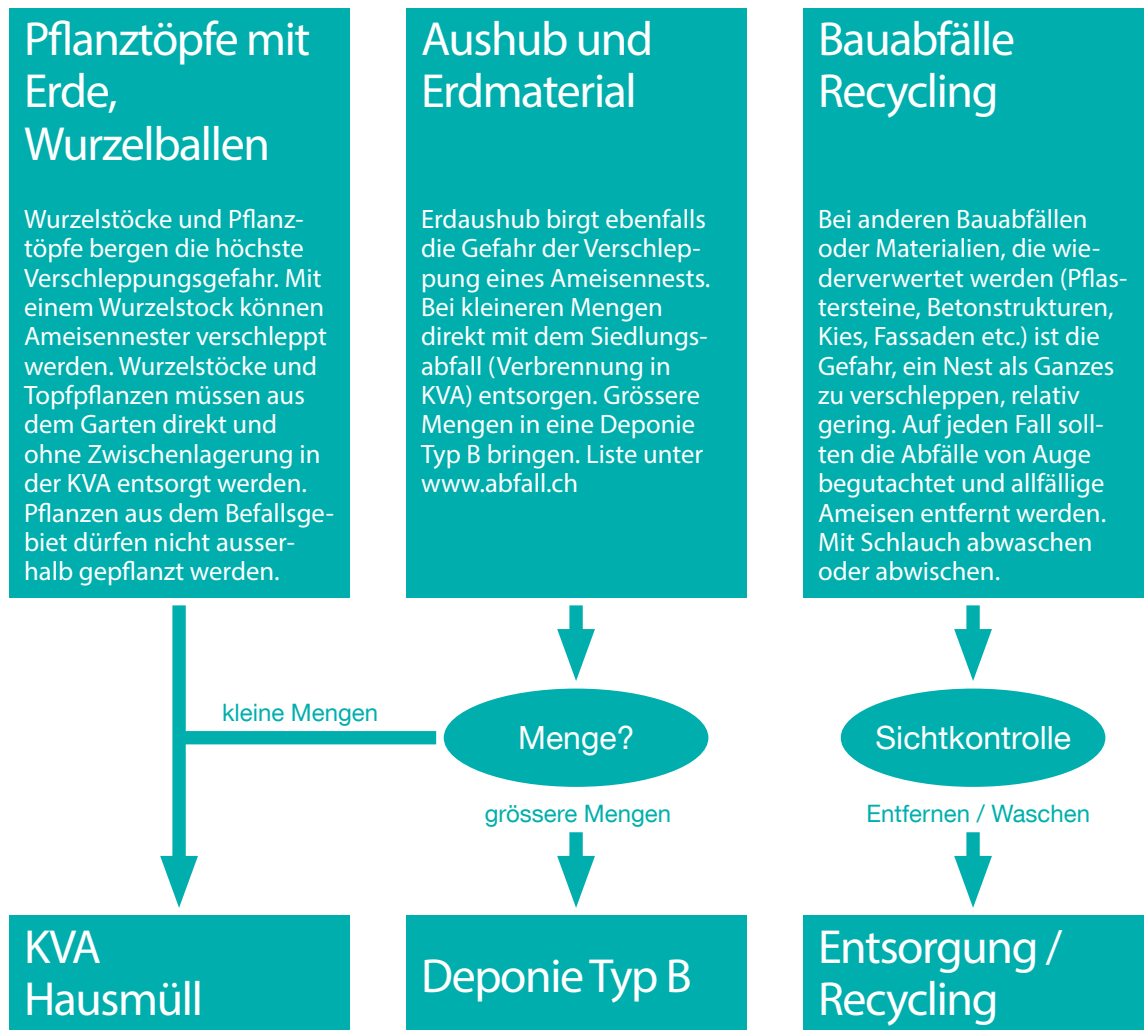 Pflanztöpfe mit
Erde,
Wurzelballen
Wurzelstöcke und Pflanz-
töpfe bergen die höchste
Verschleppungsgefahr. Mit
einem Wurzelstock können
Ameisennester verschleppt
werden. Wurzelstöcke und
Topfpflanzen müssen aus
dem Garten direkt und
ohne Zwischenlagerung in
der KVA entsorgt werden.
Pflanzen aus dem Befallsge-
biet dürfen nicht ausser-
halb gepflanzt werden.
Aushub und
Erdmaterial
Erdaushub birgt ebenfalls
die Gefahr der Verschlep-
pung eines Ameisennests.
Bei kleineren Mengen
direkt mit dem Siedlungs-
abfall (Verbrennung in
KVA) entsorgen. Grössere
Mengen in eine Deponie
Typ B bringen. Liste unter
www.abfall.ch
Bauabfälle
Recycling
Bei anderen Bauabfällen
oder Materialien, die wie-
derverwertet werden (Pflas-
tersteine, Betonstrukturen,
Kies, Fassaden etc.) ist die
Gefahr, ein Nest als Ganzes
zu verschleppen, relativ
gering. Auf jeden Fall soll-
ten die Abfälle von Auge
begutachtet und allfällige
Ameisen entfernt werden.
Mit Schlauch abwaschen
oder abwischen.
kleine Mengen
Menge?
Sichtkontrolle
grössere Mengen
Entfernen / Waschen
KVA
Hausmüll
Deponie Typ B
Entsorgung /
Recycling